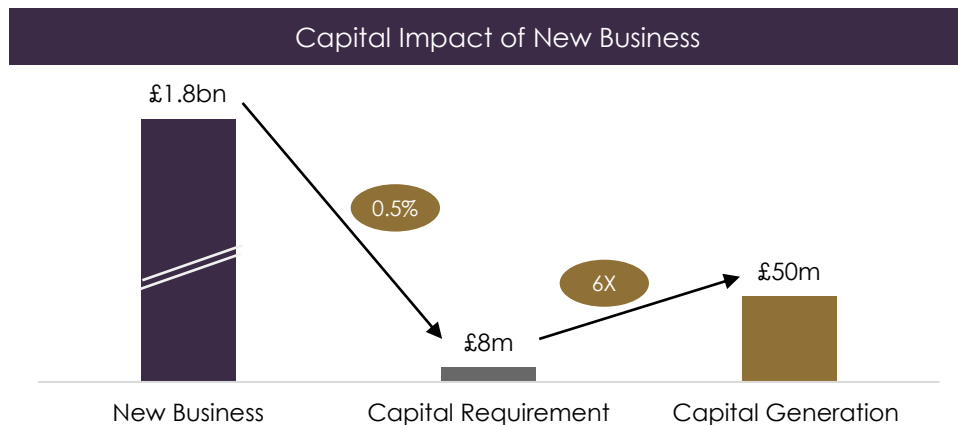 Capital Impact of New Business
£1.8bn
0.5%
6X
£50m
£8m
New Business
Capital Requirement
Capital Generation